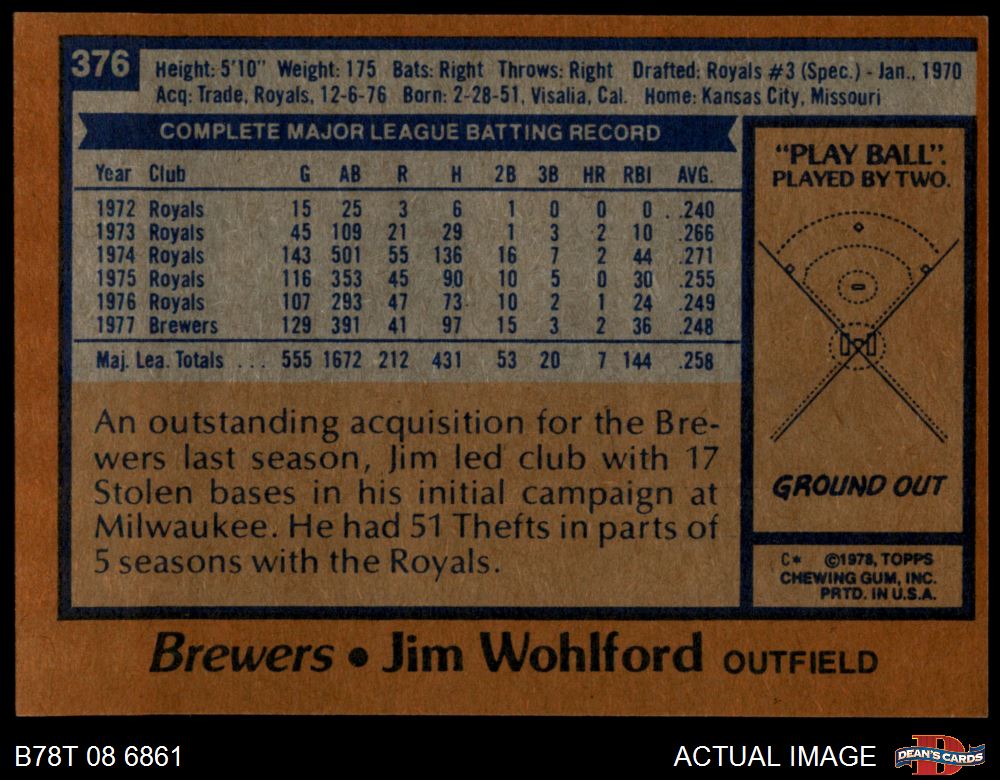 376
Height: 5'10" Weight: 175 Bats: Right Throws: Right Drafted: Royals #3 (Spec.) - Jan., 1970
Acq: Trade, Royals, 12-6-76 Born: 2-28-51, Visalia, Cal. Home: Kansas City, Missouri
COMPLETE MAJOR LEAGUE BATTING RECORD
Year Club G AB R H 2B 3B HR RBI AVG.
1972 Royals 15 25 3 6 1 0 0 0 .240
1973 Royals 45 109 21 29 1 3 2 10 .266
1974 Royals 143 501 55 136 16 7 2 44 .271
1975 Royals 116 353 45 90 10 5 0 30 .255
1976 Royals 107 293 47 73 10 2 1 24 .249
1977 Brewers 129 391 41 97 15 3 2 36 .248
Maj. Lea. Totals ... 555 1672 212 431 53 20 7 144 .258
An outstanding acquisition for the Bre-
wers last season, Jim led club with 17
Stolen bases in his initial campaign at
Milwaukee. He had 51 Thefts in parts of
5 seasons with the Royals.
"PLAY BALL".
PLAYED BY TWO.
GROUND OUT
C* ©1978, TOPPS
CHEWING GUM, INC.
PRTD. IN U.S.A.
Brewers • Jim Wohlford OUTFIELD
B78T 08 6861
ACTUAL IMAGE
DEAN'S CARDS